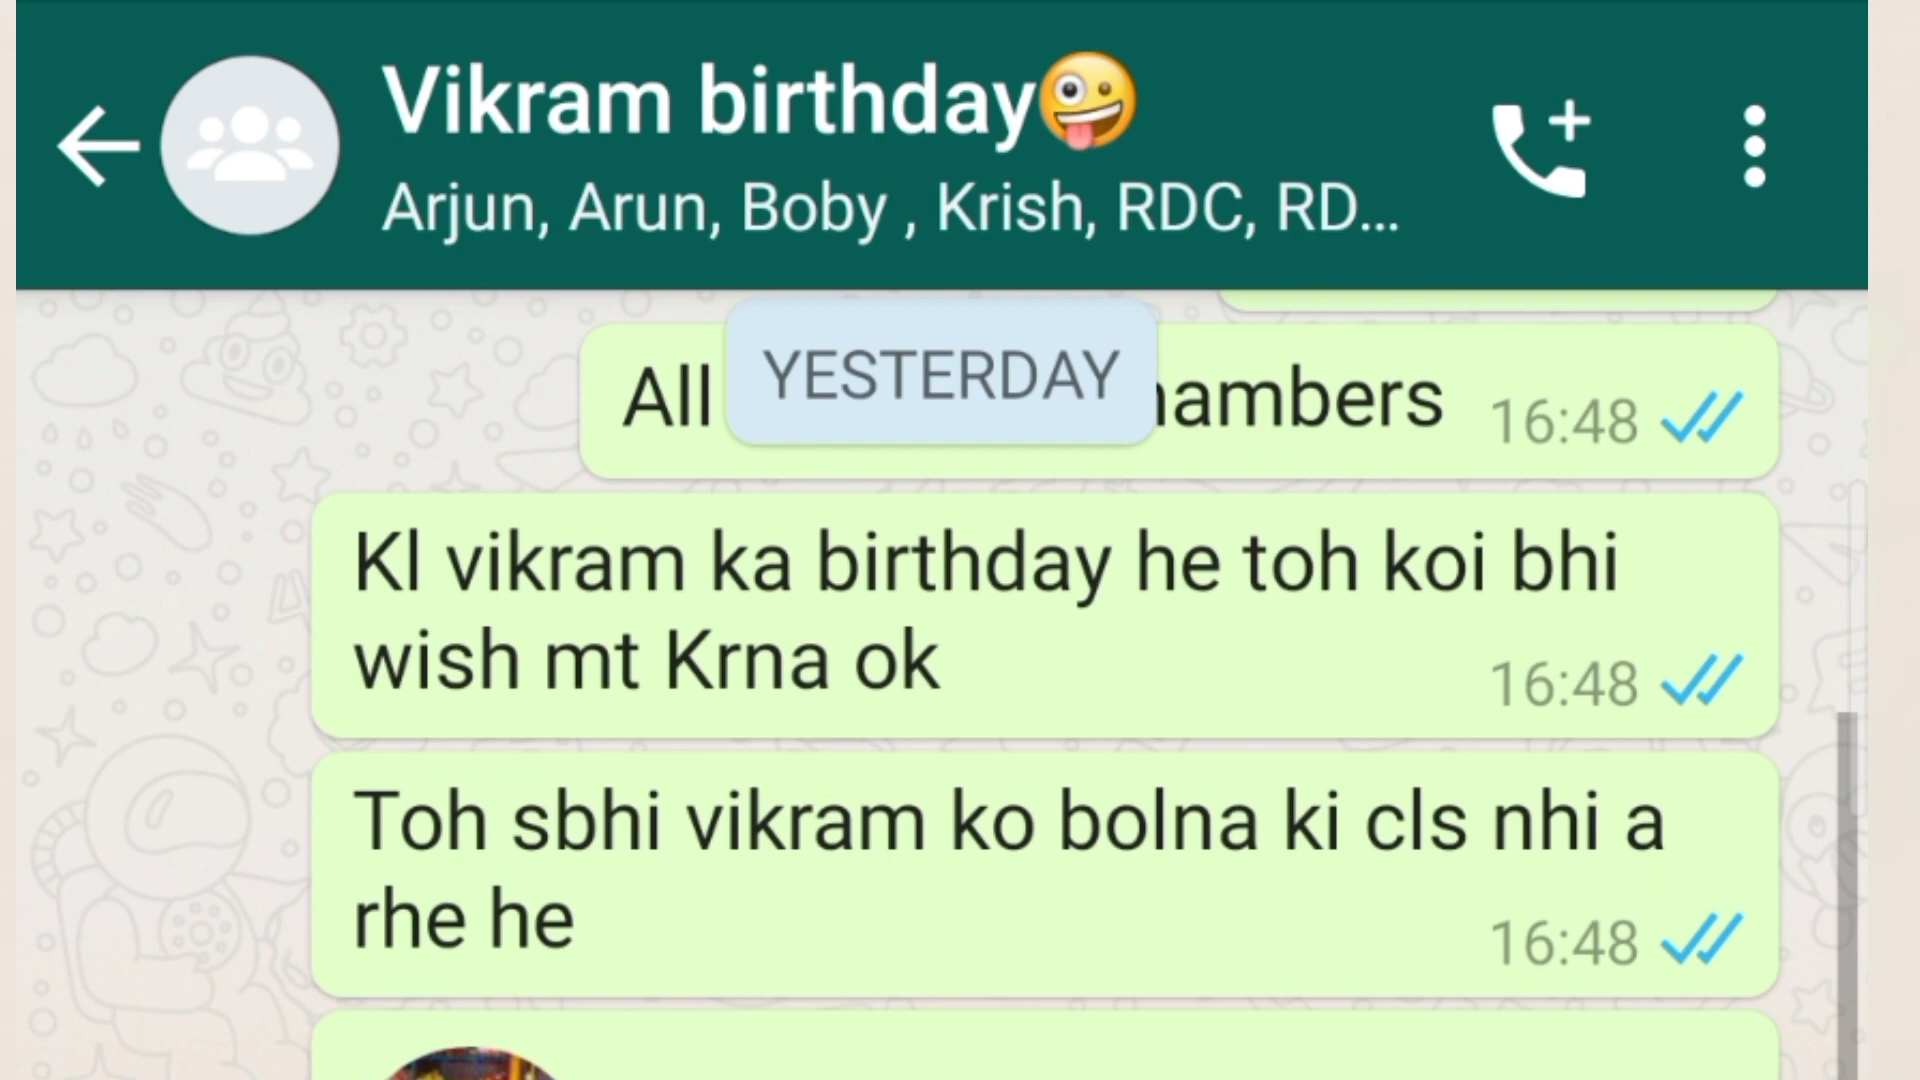 Vikram birthday🤪
Arjun, Arun, Boby , Krish, RDC, RD...
YESTERDAY
All 16:48
Kl vikram ka birthday he toh koi bhi
wish mt Krna ok 16:48
Toh sbhi vikram ko bolna ki cls nhi a
rhe he 16:48